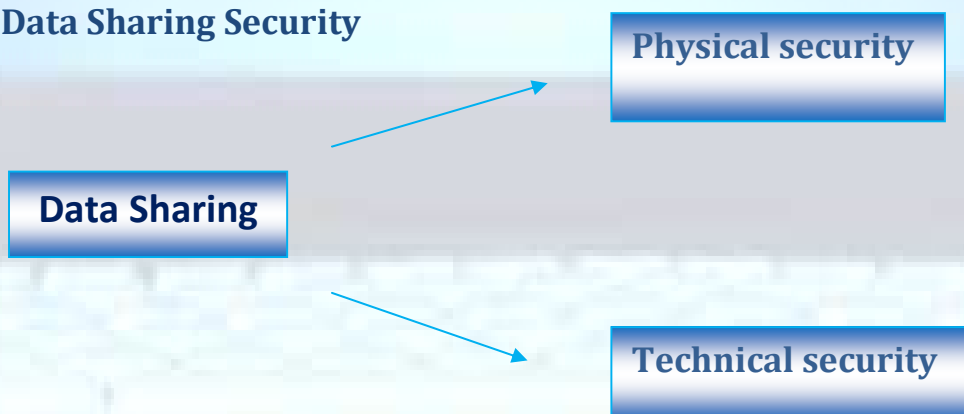 Data Sharing Security
Physical security
Data Sharing
Technical security